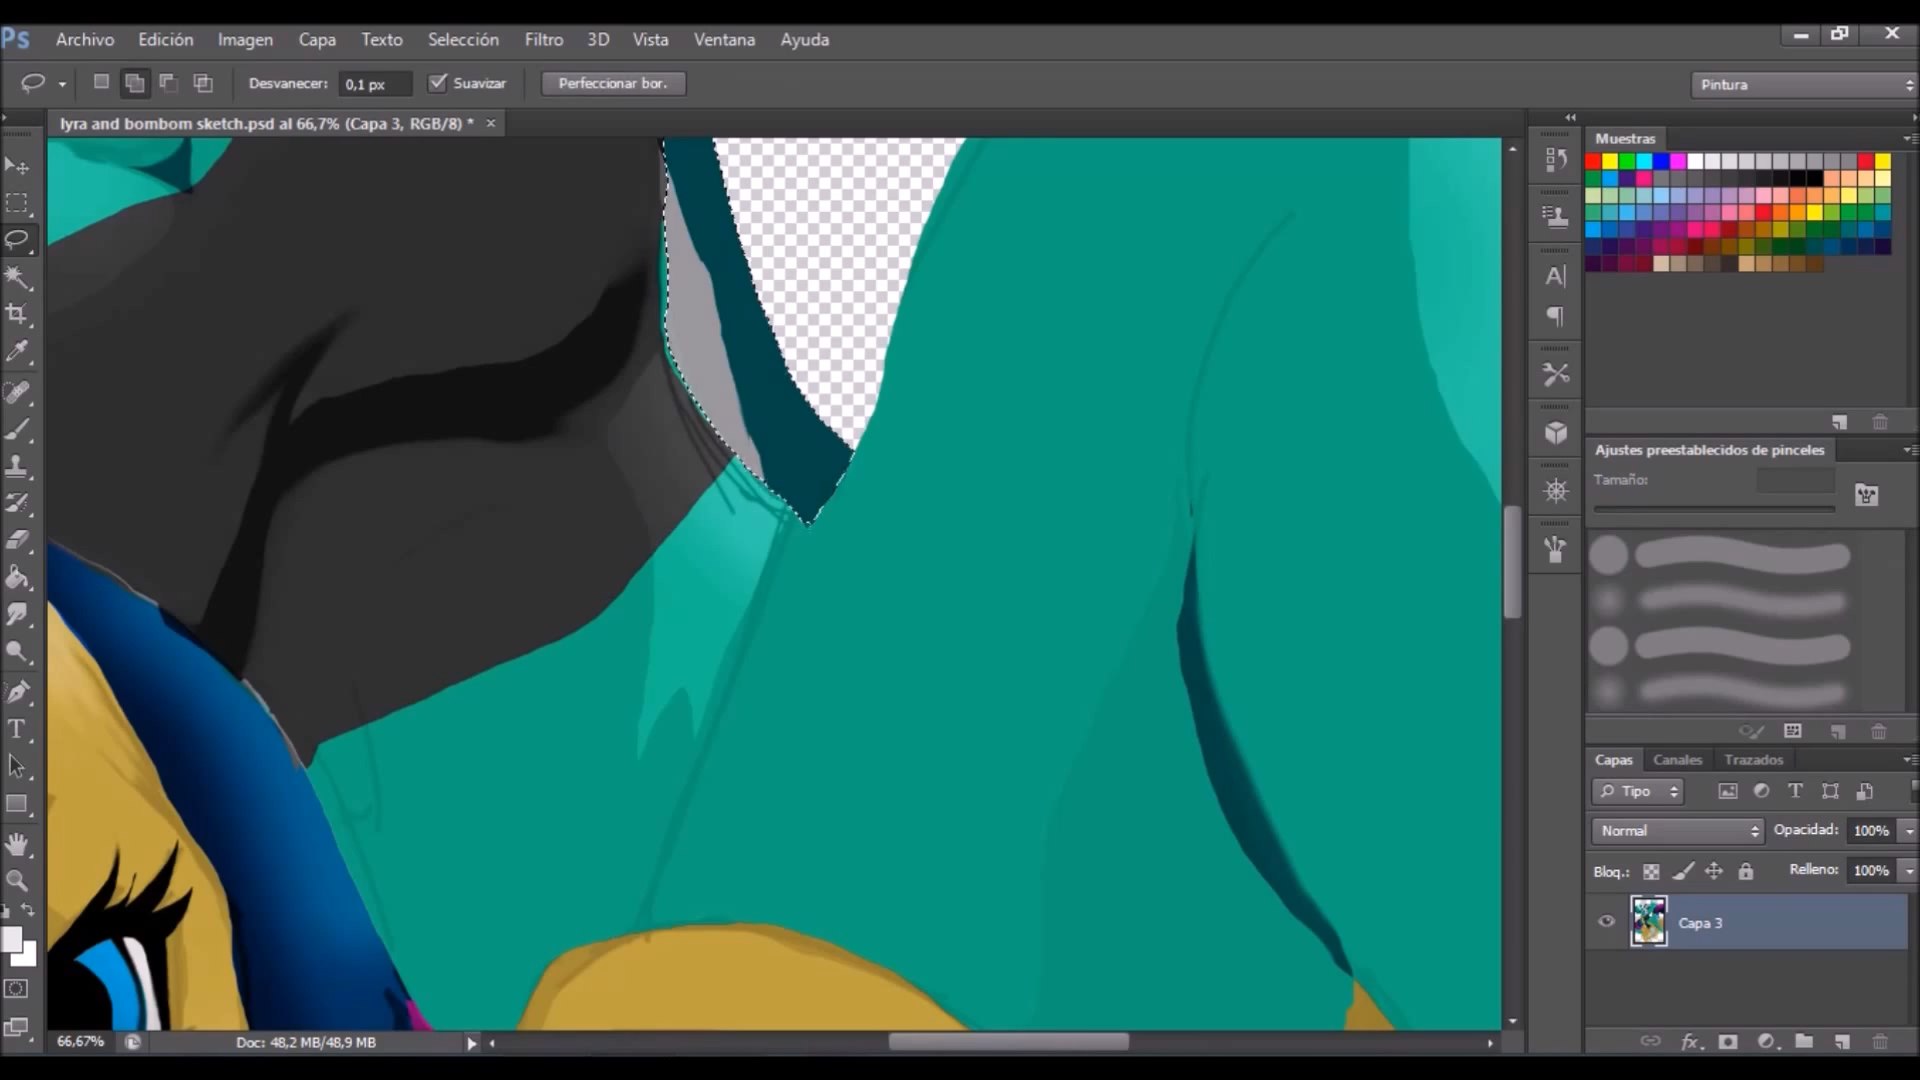 Ps Archivo Edición Imagen Capa Texto Selección Filtro 3D Vista Ventana Ayuda
Desvanecer: 0,1 px Suavizar Perfeccionar bor. Pintura
lyra and bombom sketch.psd al 66,7% (Capa 3, RGB/8) * ×
Muestras
Ajustes preestablecidos de pinceles
Tamaño:
Capas Canales Trazados
Tipo
Normal Opacidad: 100%
Bloq.: Relleno: 100%
Capa 3
66,67% Doc: 48,2 MB/48,9 MB